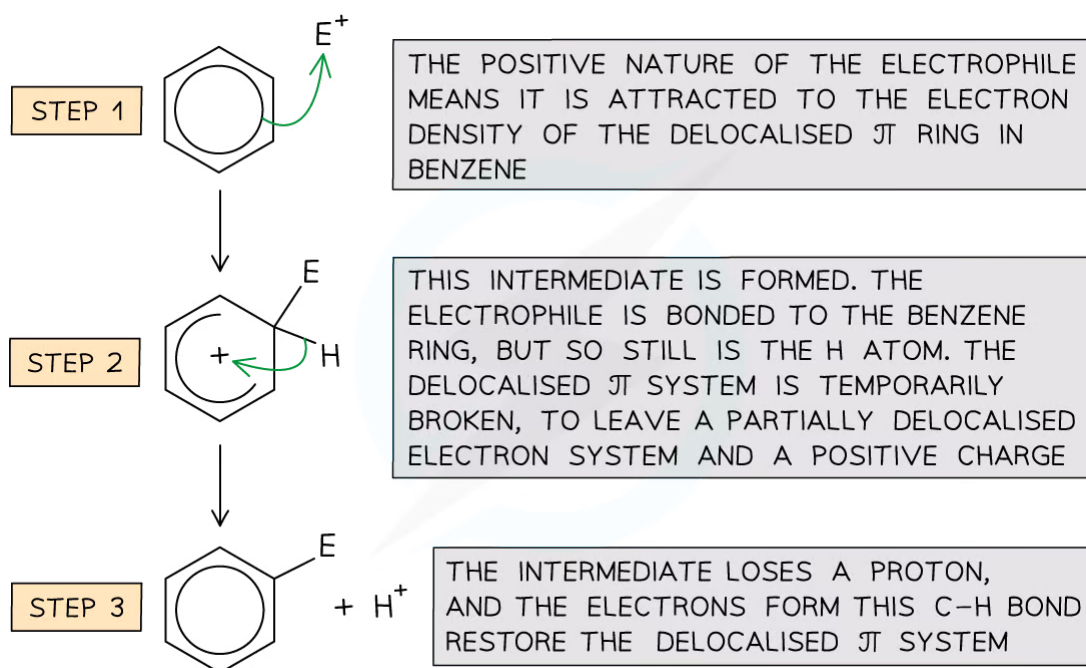 E+
STEP 1
THE POSITIVE NATURE OF THE ELECTROPHILE
MEANS IT IS ATTRACTED TO THE ELECTRON
DENSITY OF THE DELOCALISED π RING IN
BENZENE
E
STEP 2
+
H
THIS INTERMEDIATE IS FORMED. THE
ELECTROPHILE IS BONDED TO THE BENZENE
RING, BUT SO STILL IS THE H ATOM. THE
DELOCALISED π SYSTEM IS TEMPORARILY
BROKEN, TO LEAVE A PARTIALLY DELOCALISED
ELECTRON SYSTEM AND A POSITIVE CHARGE
E
STEP 3
+ H+
THE INTERMEDIATE LOSES A PROTON,
AND THE ELECTRONS FORM THIS C-H BOND
RESTORE THE DELOCALISED π SYSTEM